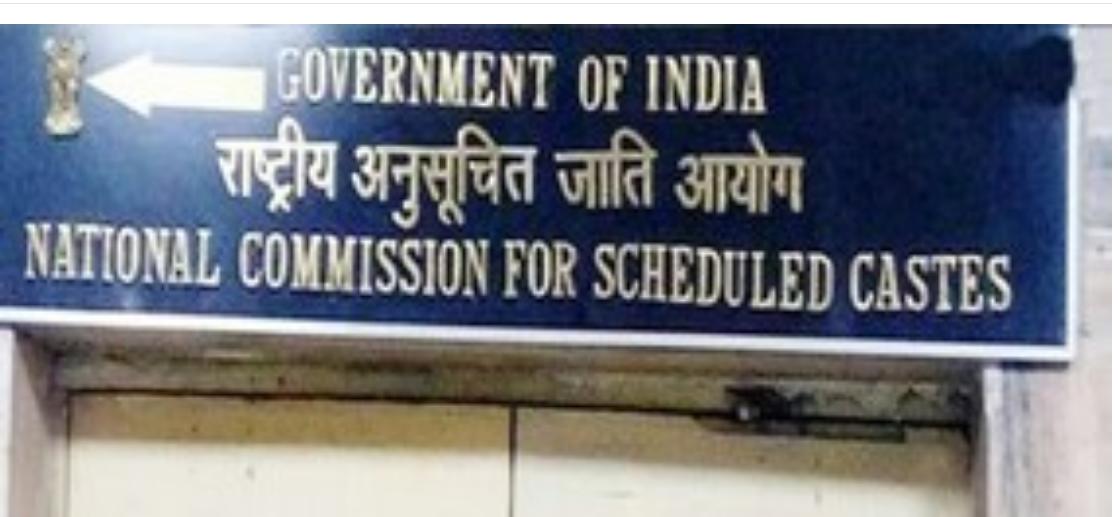 GOVERNMENT OF INDIA
राष्ट्रीय अनुसूचित जाति आयोग
NATIONAL COMMISSION FOR SCHEDULED CASTES